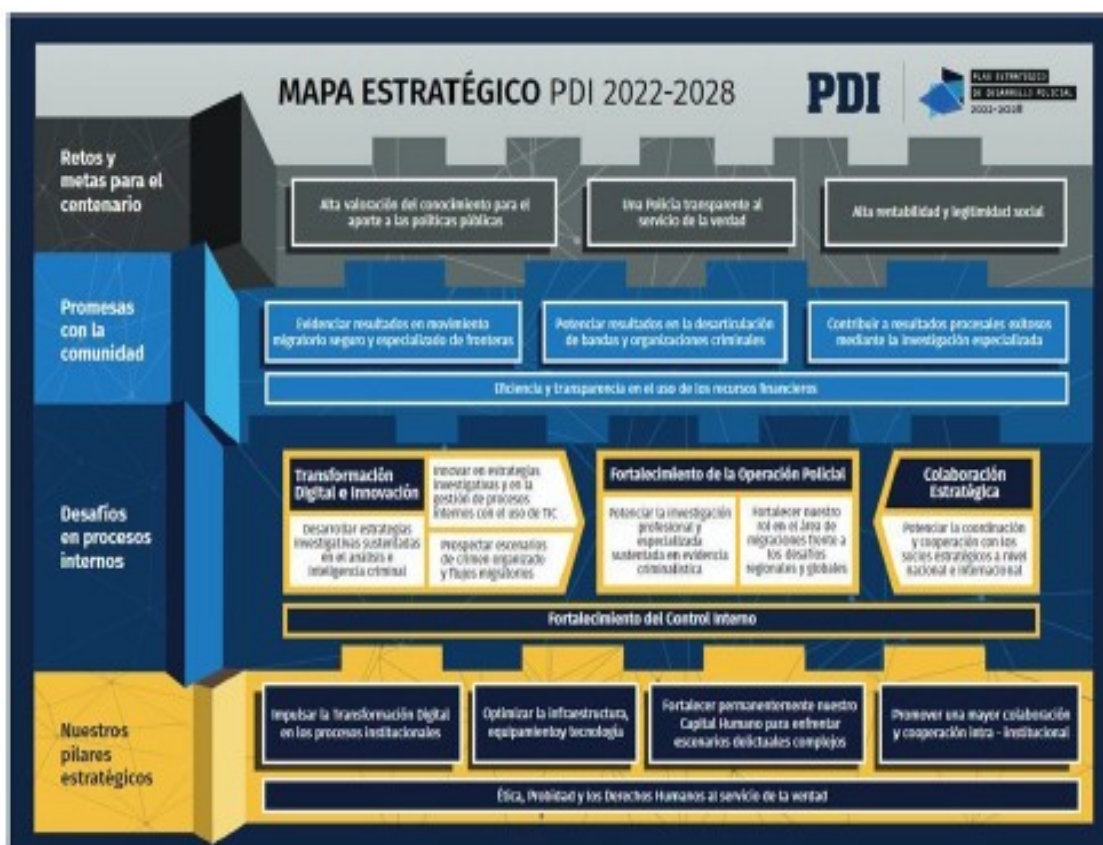 MAPA ESTRATÉGICO PDI 2022-2028
PDI
PLAN ESTRATÉGICO
DE DESARROLLO POLICIAL
2022-2028
Retos y
metas para el
centenario
Alta valoración del conocimiento para el
aporte a las políticas públicas
Una Policía transparente al
servicio de la verdad
Alta rentabilidad y legitimidad social
Promesas
con la
comunidad
Evidenciar resultados en movimiento
migratorio seguro y especializado de fronteras
Potenciar resultados en la desarticulación
de bandas y organizaciones criminales
Contribuir a resultados procesales exitosos
mediante la investigación especializada
Eficiencia y transparencia en el uso de los recursos financieros
Desafíos
en procesos
internos
Transformación
Digital e Innovación
Desarrollar estrategias
investigativas sustentadas
en el análisis e
inteligencia criminal
Innovar en estrategias
investigativas y en la
gestión de procesos
internos con el uso de TIC
Prospectar escenarios
de crimen organizado
y flujos migratorios
Fortalecimiento de la Operación Policial
Potenciar la investigación
profesional y
especializada
sustentada en evidencia
criminalística
Fortalecer nuestro
rol en el área de
migraciones frente a
los desafíos
regionales y globales
Colaboración
Estratégica
Potenciar la coordinación
y cooperación con los
socios estratégicos a nivel
nacional e internacional
Fortalecimiento del Control Interno
Nuestros
pilares
estratégicos
Impulsar la Transformación Digital
en los procesos institucionales
Optimizar la infraestructura,
equipamientoy tecnología
Fortalecer permanentemente nuestro
Capital Humano para enfrentar
escenarios delictuales complejos
Promover una mayor colaboración
y cooperación intra - institucional
Ética, Probidad y los Derechos Humanos al servicio de la verdad